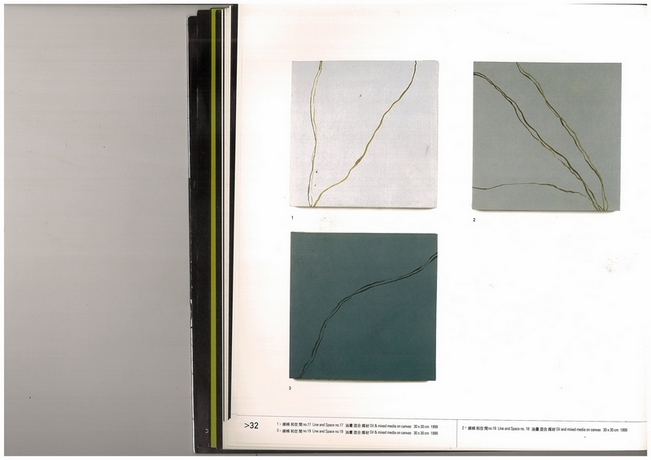 1
2
3
>32
1 - 線條和空間 no.17 Line and Space no.17 油畫混合媒材 Oil & mixed media on canvas 30 x 30 cm 1999
3 - 線條和空間 no.19 Line and Space no.19 油畫混合媒材 Oil & mixed media on canvas 30 x 30 cm 1999
2 - 線條和空間 no.18 Line and Space no. 18 油畫混合媒材 Oil and mixed media on canvas 30 x 30 cm 1999